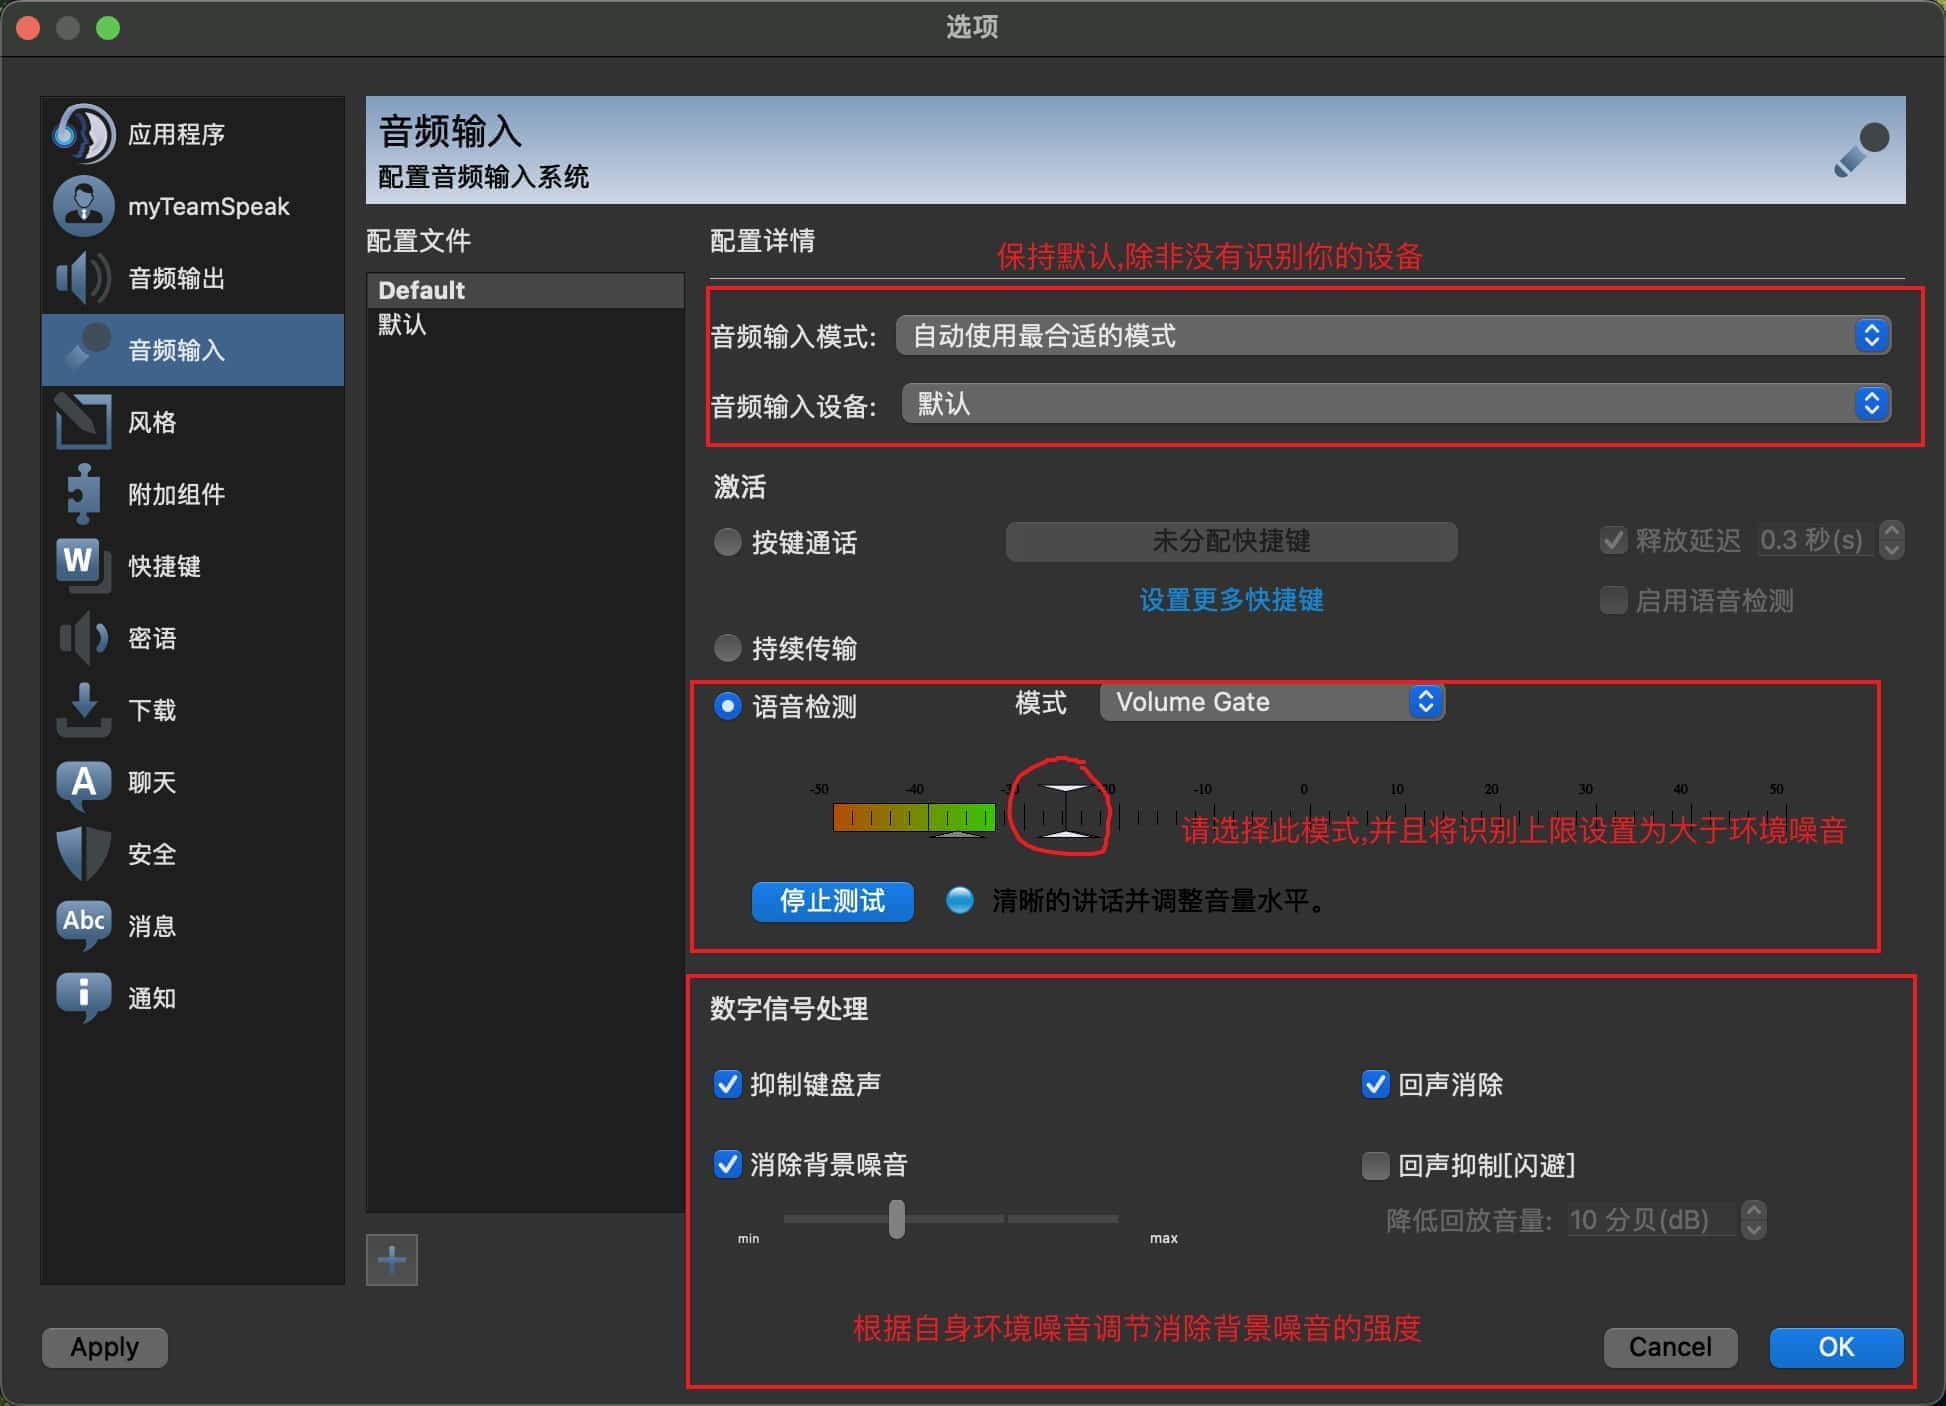 选项
应用程序
myTeamSpeak
音频输出
音频输入
风格
附加组件
快捷键
密语
下载
聊天
安全
消息
通知
W
A
Abc
i
音频输入
配置音频输入系统
配置文件
Default
默认
配置详情
保持默认,除非没有识别你的设备
音频输入模式: 自动使用最合适的模式
音频输入设备: 默认
激活
按键通话 未分配快捷键 释放延迟 0.3 秒(s)
设置更多快捷键 启用语音检测
持续传输
语音检测 模式 Volume Gate
-50 -40 -30 -20 -10 0 10 20 30 40 50
请选择此模式,并且将识别上限设置为大于环境噪音
停止测试 清晰的讲话并调整音量水平。
数字信号处理
抑制键盘声 回声消除
消除背景噪音 回声抑制[闪避]
降低回放音量: 10 分贝(dB)
min max
根据自身环境噪音调节消除背景噪音的强度
Apply Cancel OK